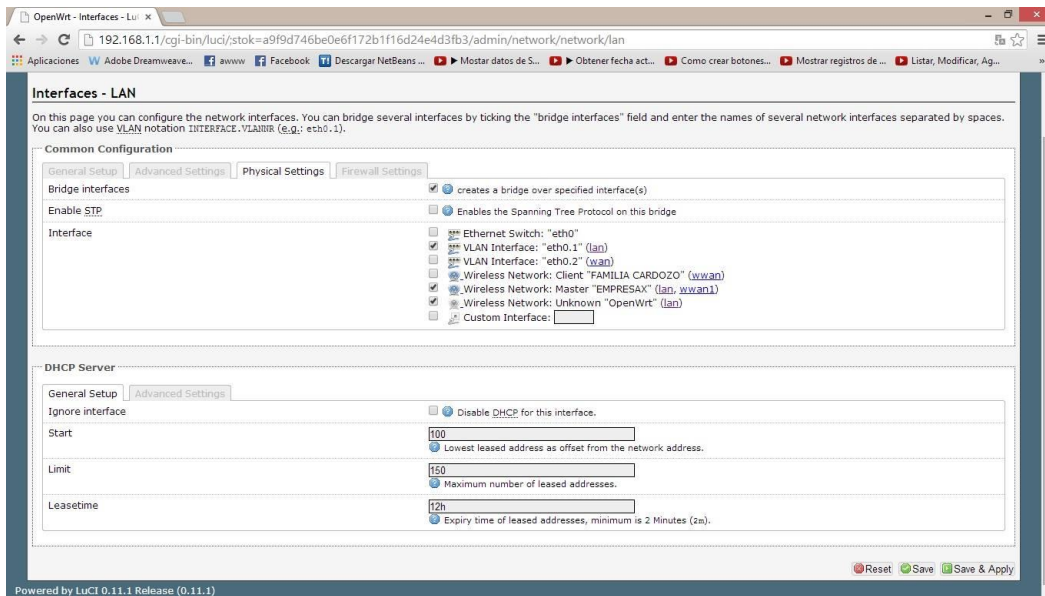 OpenWrt - Interfaces - Lu
192.168.1.1/cgi-bin/luci/;stok=a9f9d746be0e6f172b1f16d24e4d3fb3/admin/network/network/lan
Aplicaciones W Adobe Dreamweave... awww Facebook Descargar NetBeans ... ▶ Mostar datos de S... ▶ Obtener fecha act... Como crear botones... Mostrar registros de ... Listar, Modificar, Ag... »
Interfaces - LAN
On this page you can configure the network interfaces. You can bridge several interfaces by ticking the "bridge interfaces" field and enter the names of several network interfaces separated by spaces.
You can also use VLAN notation INTERFACE.VLANNR (e.g.: eth0.1).
Common Configuration
General Setup Advanced Settings Physical Settings Firewall Settings
Bridge interfaces creates a bridge over specified interface(s)
Enable STP Enables the Spanning Tree Protocol on this bridge
Interface Ethernet Switch: "eth0"
VLAN Interface: "eth0.1" (lan)
VLAN Interface: "eth0.2" (wan)
Wireless Network: Client "FAMILIA CARDOZO" (wwan)
Wireless Network: Master "EMPRESAX" (lan, wwan1)
Wireless Network: Unknown "OpenWrt" (lan)
Custom Interface:
DHCP Server
General Setup Advanced Settings
Ignore interface Disable DHCP for this interface.
Start 100
Lowest leased address as offset from the network address.
Limit 150
Maximum number of leased addresses.
Leasetime 12h
Expiry time of leased addresses, minimum is 2 Minutes (2m).
Reset Save Save & Apply
Powered by LuCI 0.11.1 Release (0.11.1)